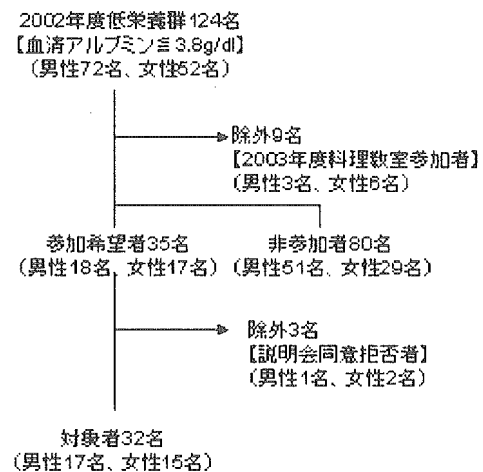 2002年度低栄養群124名
【血清アルブミン≦3.8g/dl】
(男性72名、女性52名)
除外9名
【2003年度料理教室参加者】
(男性3名、女性6名)
参加希望者35名
(男性18名、女性17名)
非参加者80名
(男性51名、女性29名)
除外3名
【説明会同意拒否者】
(男性1名、女性2名)
対象者32名
(男性17名、女性15名)